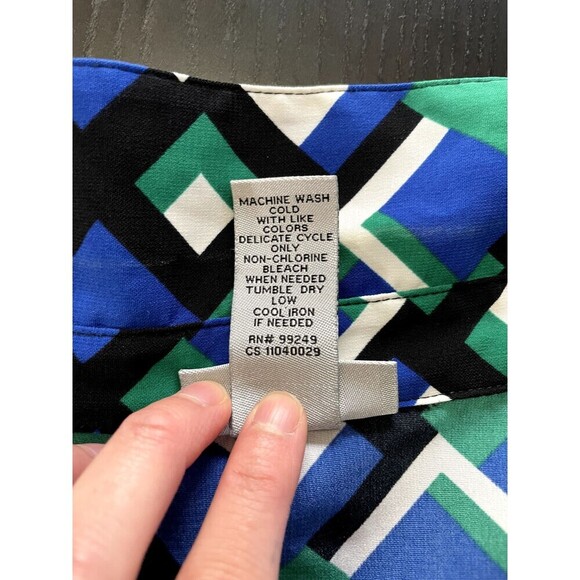 MACHINE WASH
COLD
WITH LIKE
COLORS
DELICATE CYCLE
ONLY
NON-CHLORINE
BLEACH
WHEN NEEDED
TUMBLE DRY
LOW
COOL IRON
IF NEEDED
RN# 99249
CS 11040029